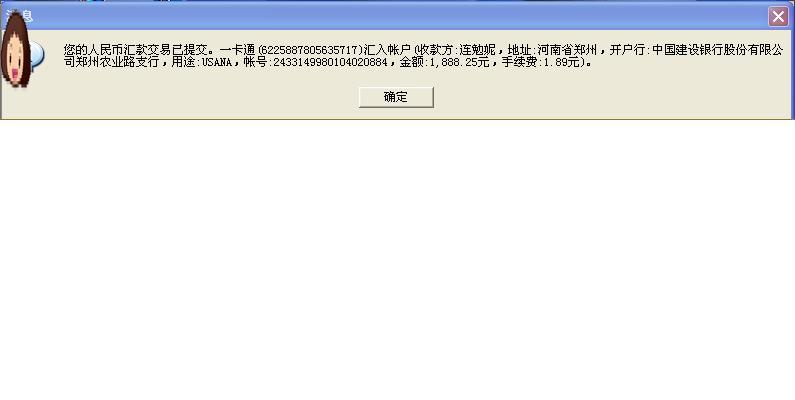 息
您的人民币汇款交易已提交。一卡通(6225887805635717)汇入帐户(收款方:连勉妮，地址:河南省郑州，开户行:中国建设银行股份有限公
司郑州农业路支行，用途:USANA，帐号:2433149980104020884，金额:1,888.25元，手续费:1.89元)。
确定